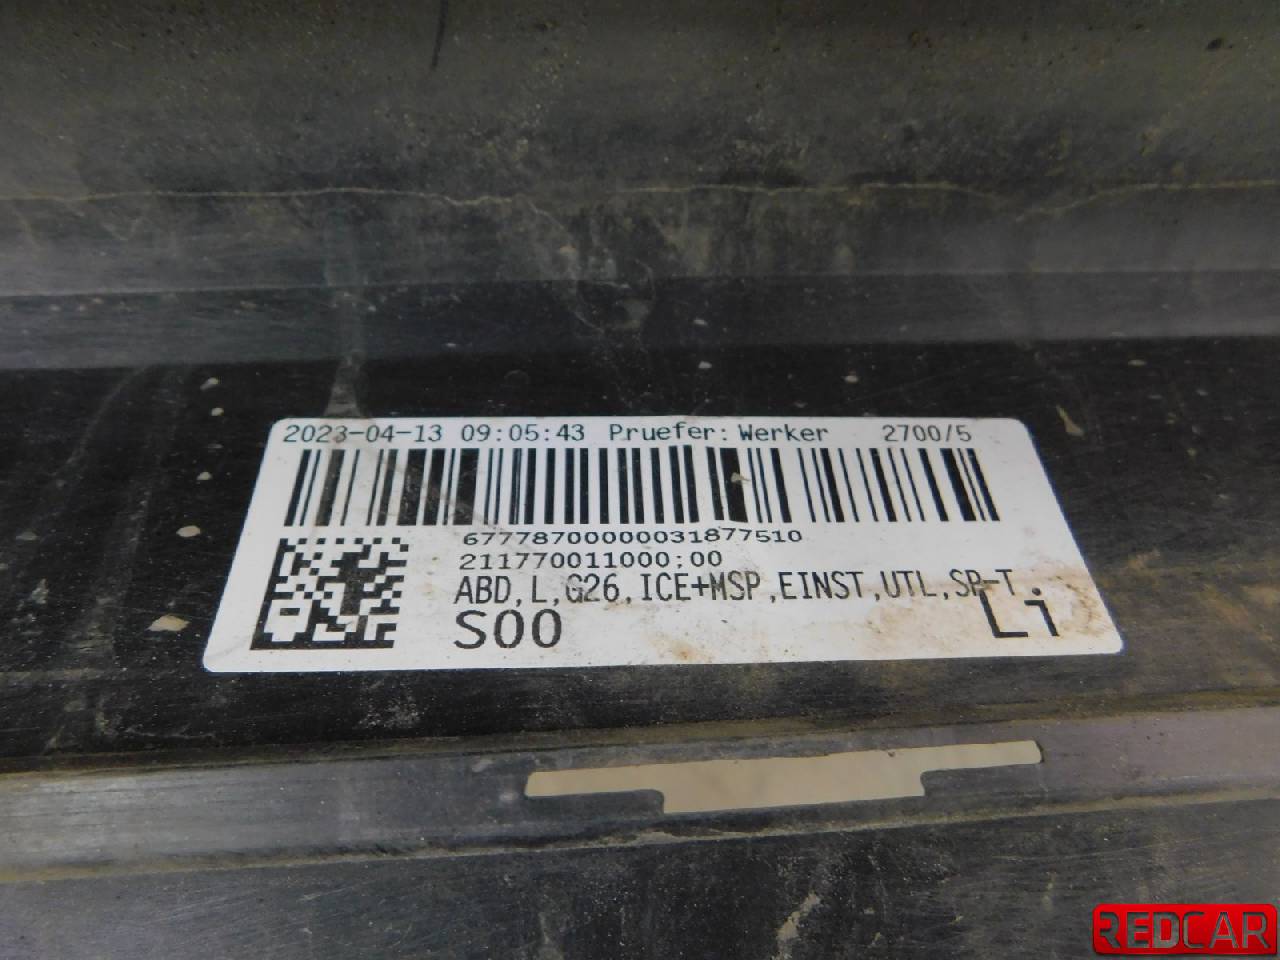 2023-04-13 09:05:43 Pruefer: Werker 2700/5
67778700000031877510
211770011000:00
ABD,L,G26,ICE+MSP,EINST,UTL,SP-T
S00
Li
REDCAR